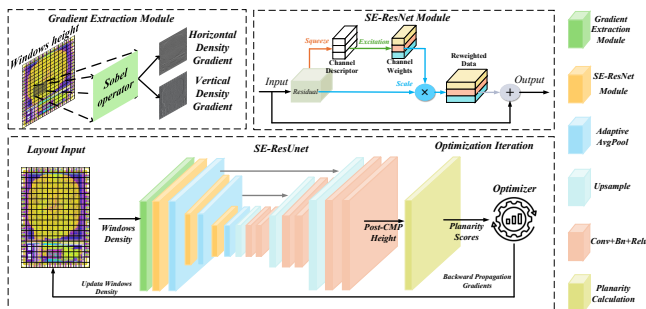 Gradient Extraction Module
Windows height
Sobel
operator
Horizontal
Density
Gradient
Vertical
Density
Gradient
SE-ResNet Module
Squeeze
Excitation
Channel
Descriptor
Channel
Weights
Reweighted
Data
Input
Residual
Scale
×
+
Output
Layout Input
SE-ResUnet
Optimization Iteration
Windows
Density
Post-CMP
Height
Planarity
Scores
Optimizer
Updata Windows
Density
Backward Propagation
Gradients
Gradient
Extraction
Module
SE-ResNet
Module
Adaptive
AvgPool
Upsample
Conv+Bn+Relu
Planarity
Calculation